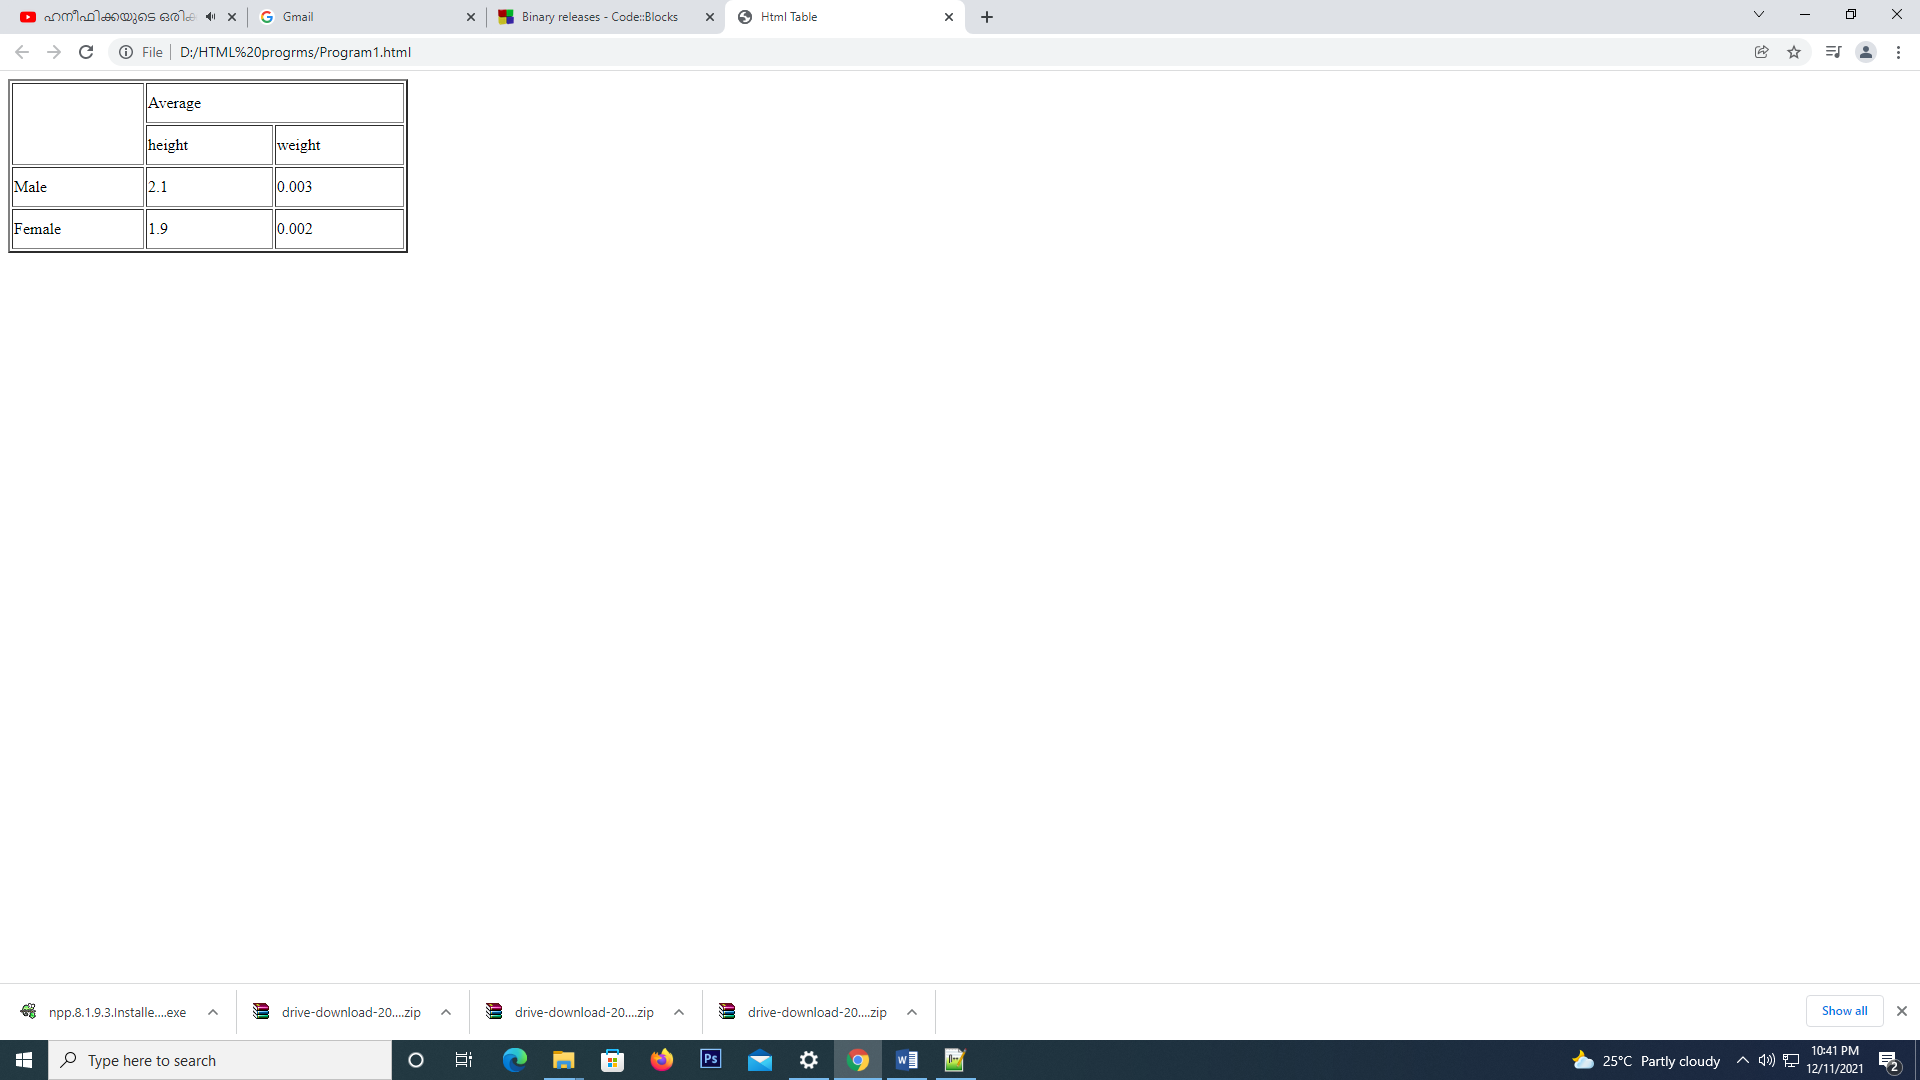 ഹനീഫിക്കയുടെ ഒരിക
Gmail
Binary releases - Code::Blocks
Html Table
File
D:/HTML%20progrms/Program1.html
Average
height weight
Male 2.1 0.003
Female 1.9 0.002
npp.8.1.9.3.Installe....exe
drive-download-20....zip
drive-download-20....zip
drive-download-20....zip
Show all
Type here to search
Ps
25°C Partly cloudy
10:41 PM
12/11/2021
2